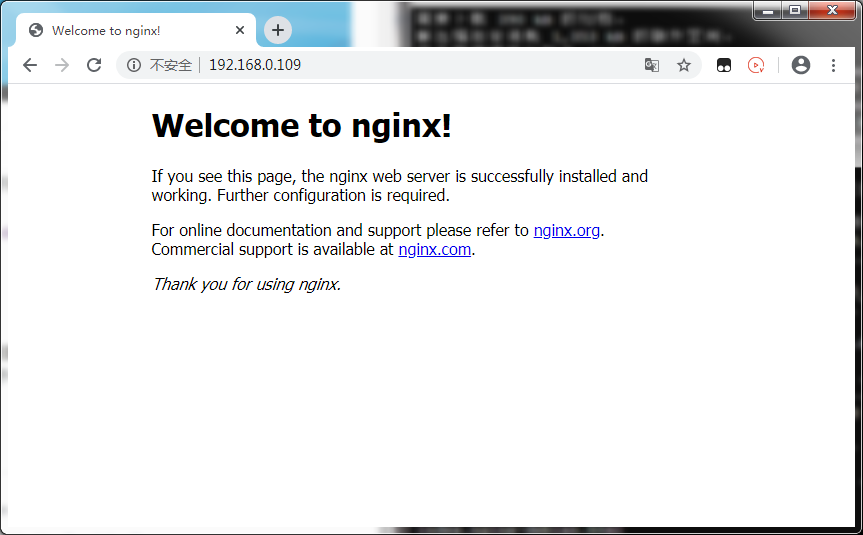 Welcome to nginx!
不安全 192.168.0.109
Welcome to nginx!
If you see this page, the nginx web server is successfully installed and
working. Further configuration is required.
For online documentation and support please refer to nginx.org.
Commercial support is available at nginx.com.
Thank you for using nginx.